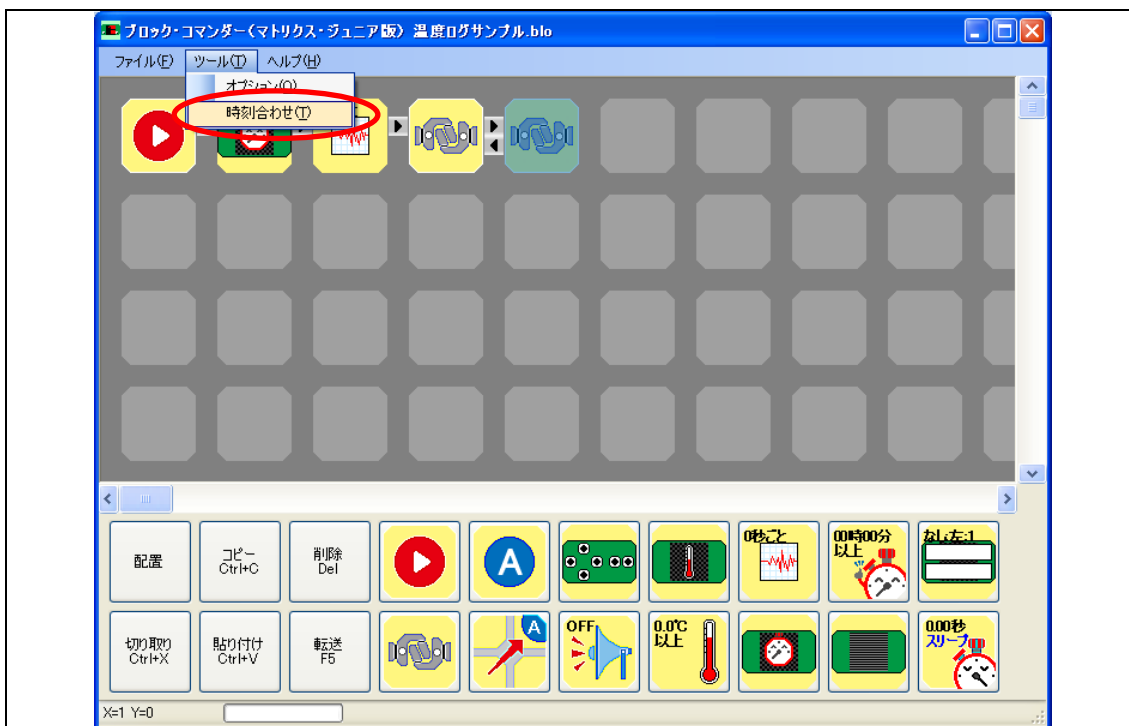 ブロック・コマンダー(マトリクス・ジュニア版) 温度ログサンプル.blo
ファイル(F) ツール(T) ヘルプ(H)
オプション(O)
時刻合わせ(T)
配置
コピー
Ctrl+C
削除
Del
A
0秒ごと
00時00分
以上
なし左:1
切り取り
Ctrl+X
貼り付け
Ctrl+V
転送
F5
A
OFF
0.0℃
以上
0.00秒
スリープ
X=1 Y=0